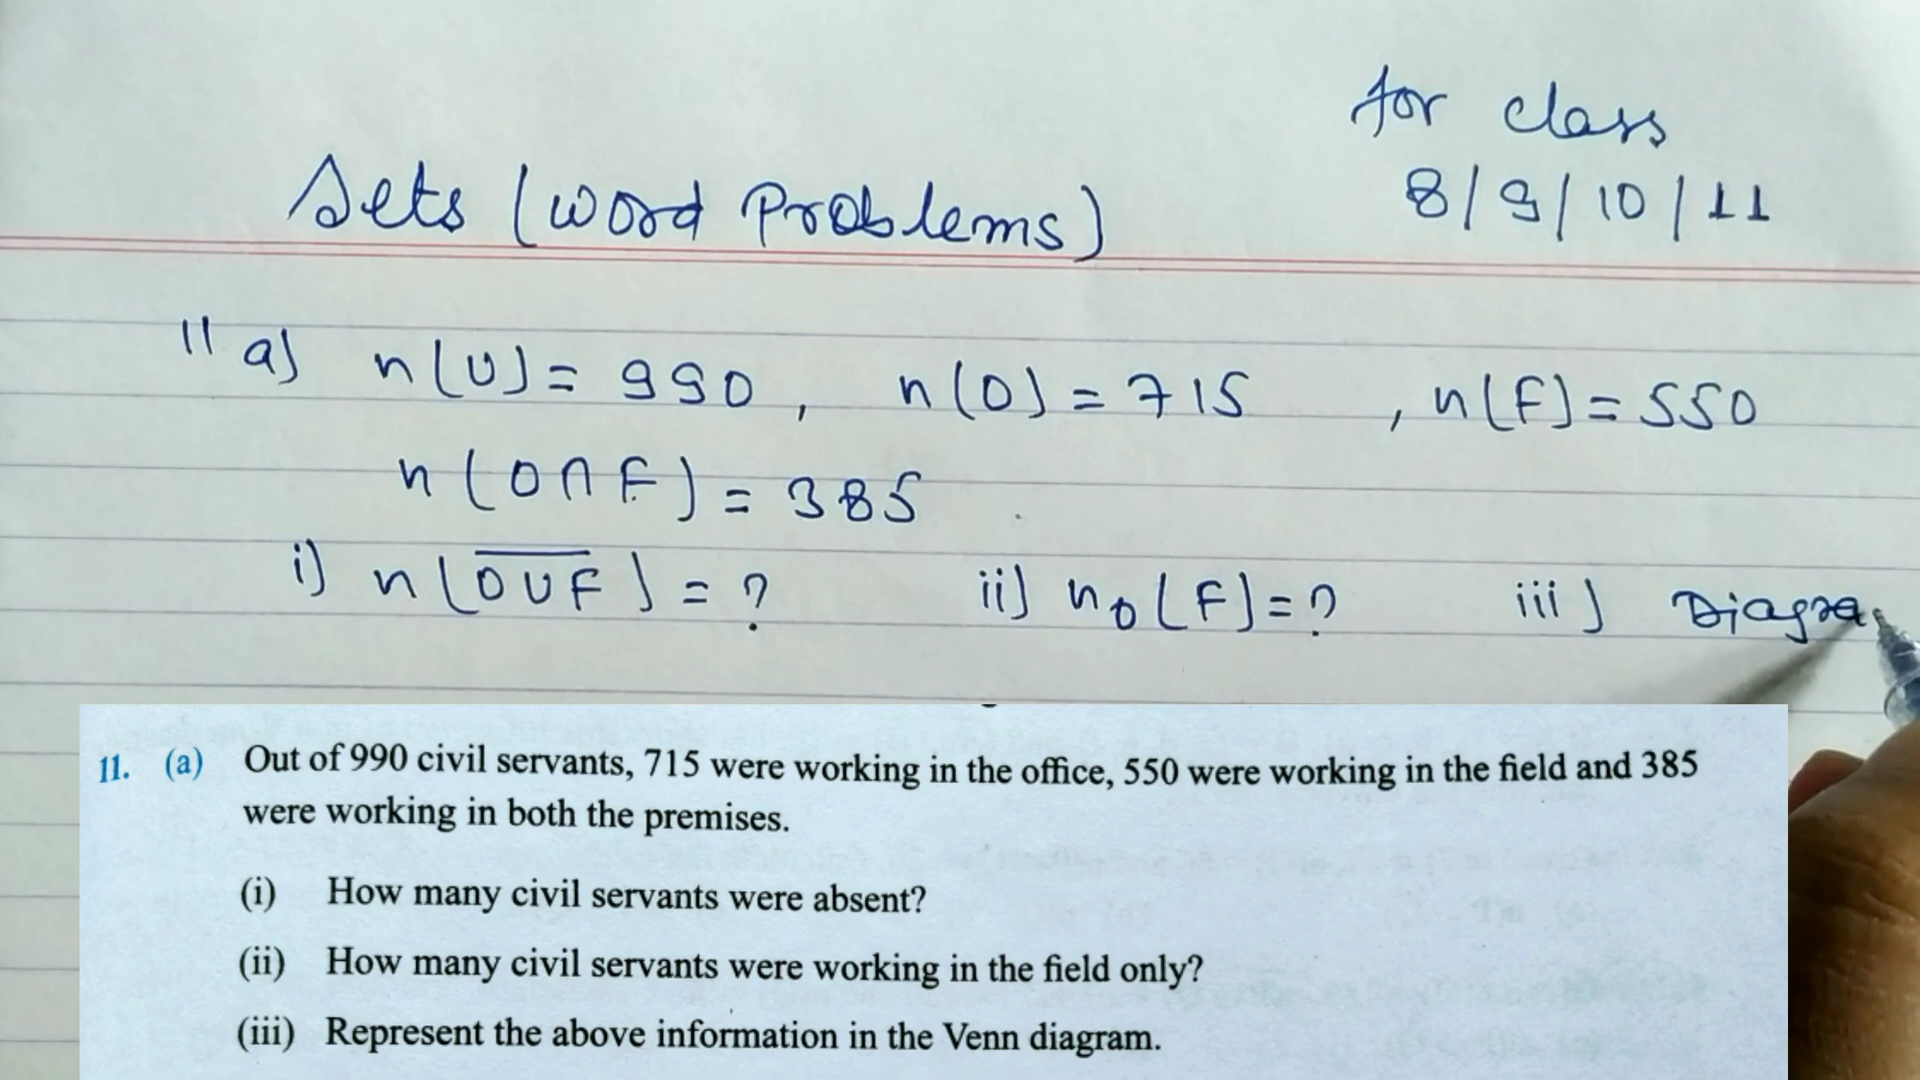 for class
8/9/10/11
Sets (word Problems)
11 a) n(U) = 990, n(O) = 715, n(F) = 550
n(O∩F) = 385
i) n(O̅ ̅U̅ ̅F̅) = ? ii) n₀(F) = ? iii) Diagra
11. (a) Out of 990 civil servants, 715 were working in the office, 550 were working in the field and 385
were working in both the premises.
(i) How many civil servants were absent?
(ii) How many civil servants were working in the field only?
(iii) Represent the above information in the Venn diagram.